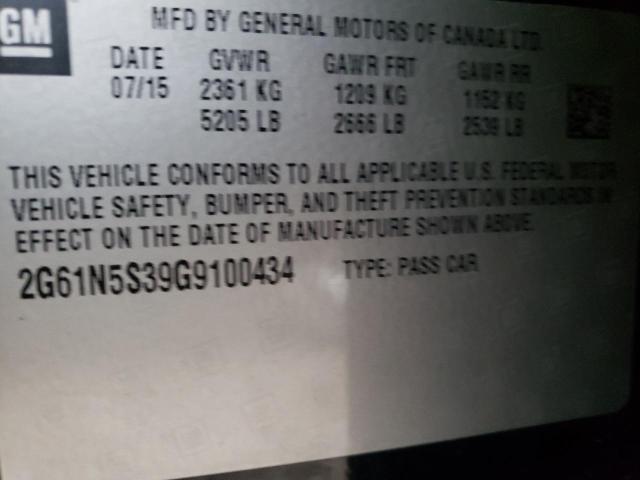 GM
MFD BY GENERAL MOTORS OF CANADA LTD.
DATE GVWR GAWR FRT GAWR RR
07/15 2361 KG 1209 KG 1152 KG
5205 LB 2666 LB 2539 LB
THIS VEHICLE CONFORMS TO ALL APPLICABLE U.S. FEDERAL MOTOR
VEHICLE SAFETY, BUMPER, AND THEFT PREVENTION STANDARDS IN
EFFECT ON THE DATE OF MANUFACTURE SHOWN ABOVE.
2G61N5S39G9100434 TYPE: PASS CAR